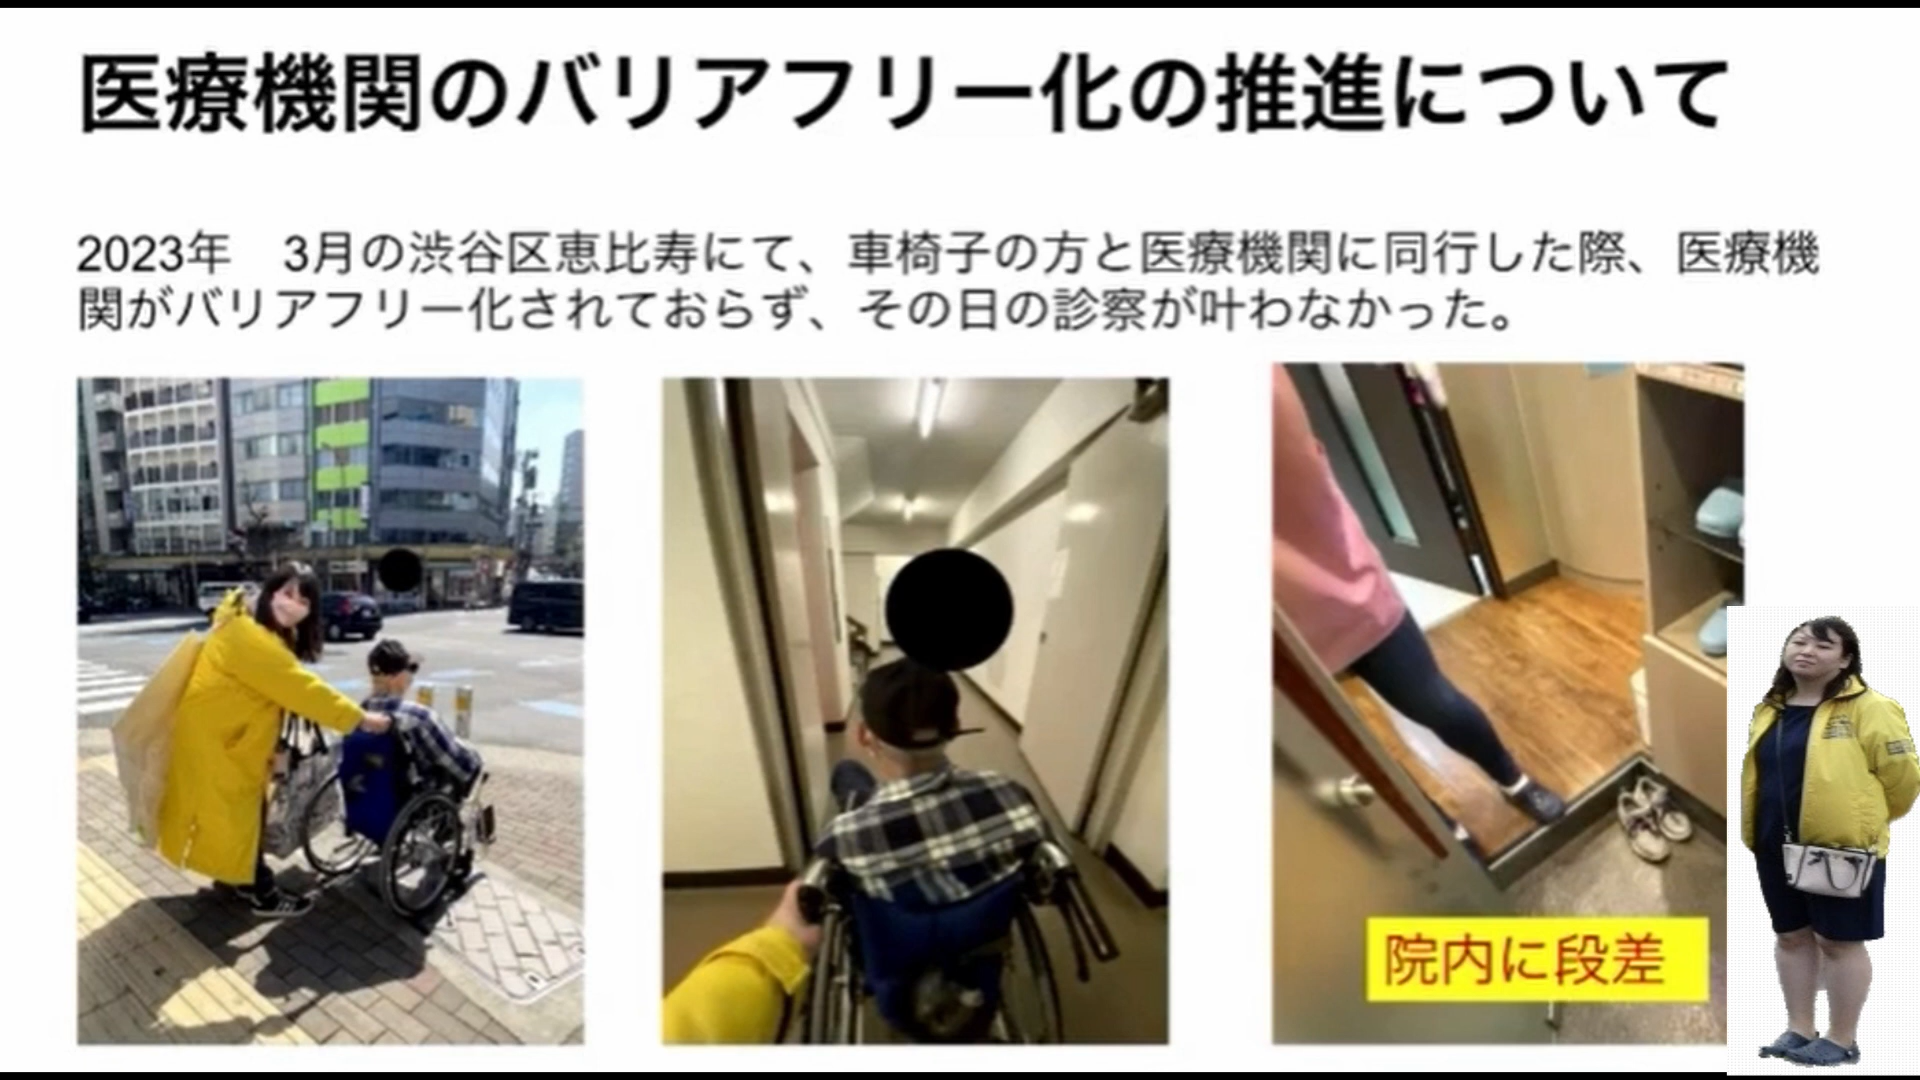 医療機関のバリアフリー化の推進について
2023年　3月の渋谷区恵比寿にて、車椅子の方と医療機関に同行した際、医療機
関がバリアフリー化されておらず、その日の診察が叶わなかった。
院内に段差